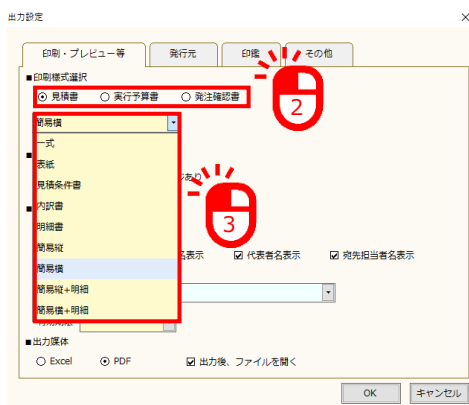 出力設定
印刷・プレビュー等 発行元 印鑑 その他
■印刷様式選択
見積書 実行予算書 発注確認書
2
簡易横
一式
表紙
見積条件書
内訳書
明細書
簡易縦
簡易横
簡易縦+明細
簡易横+明細
3
あり
名表示 代表者名表示 宛先担当者名表示
■出力媒体
Excel PDF 出力後、ファイルを開く
OK キャンセル